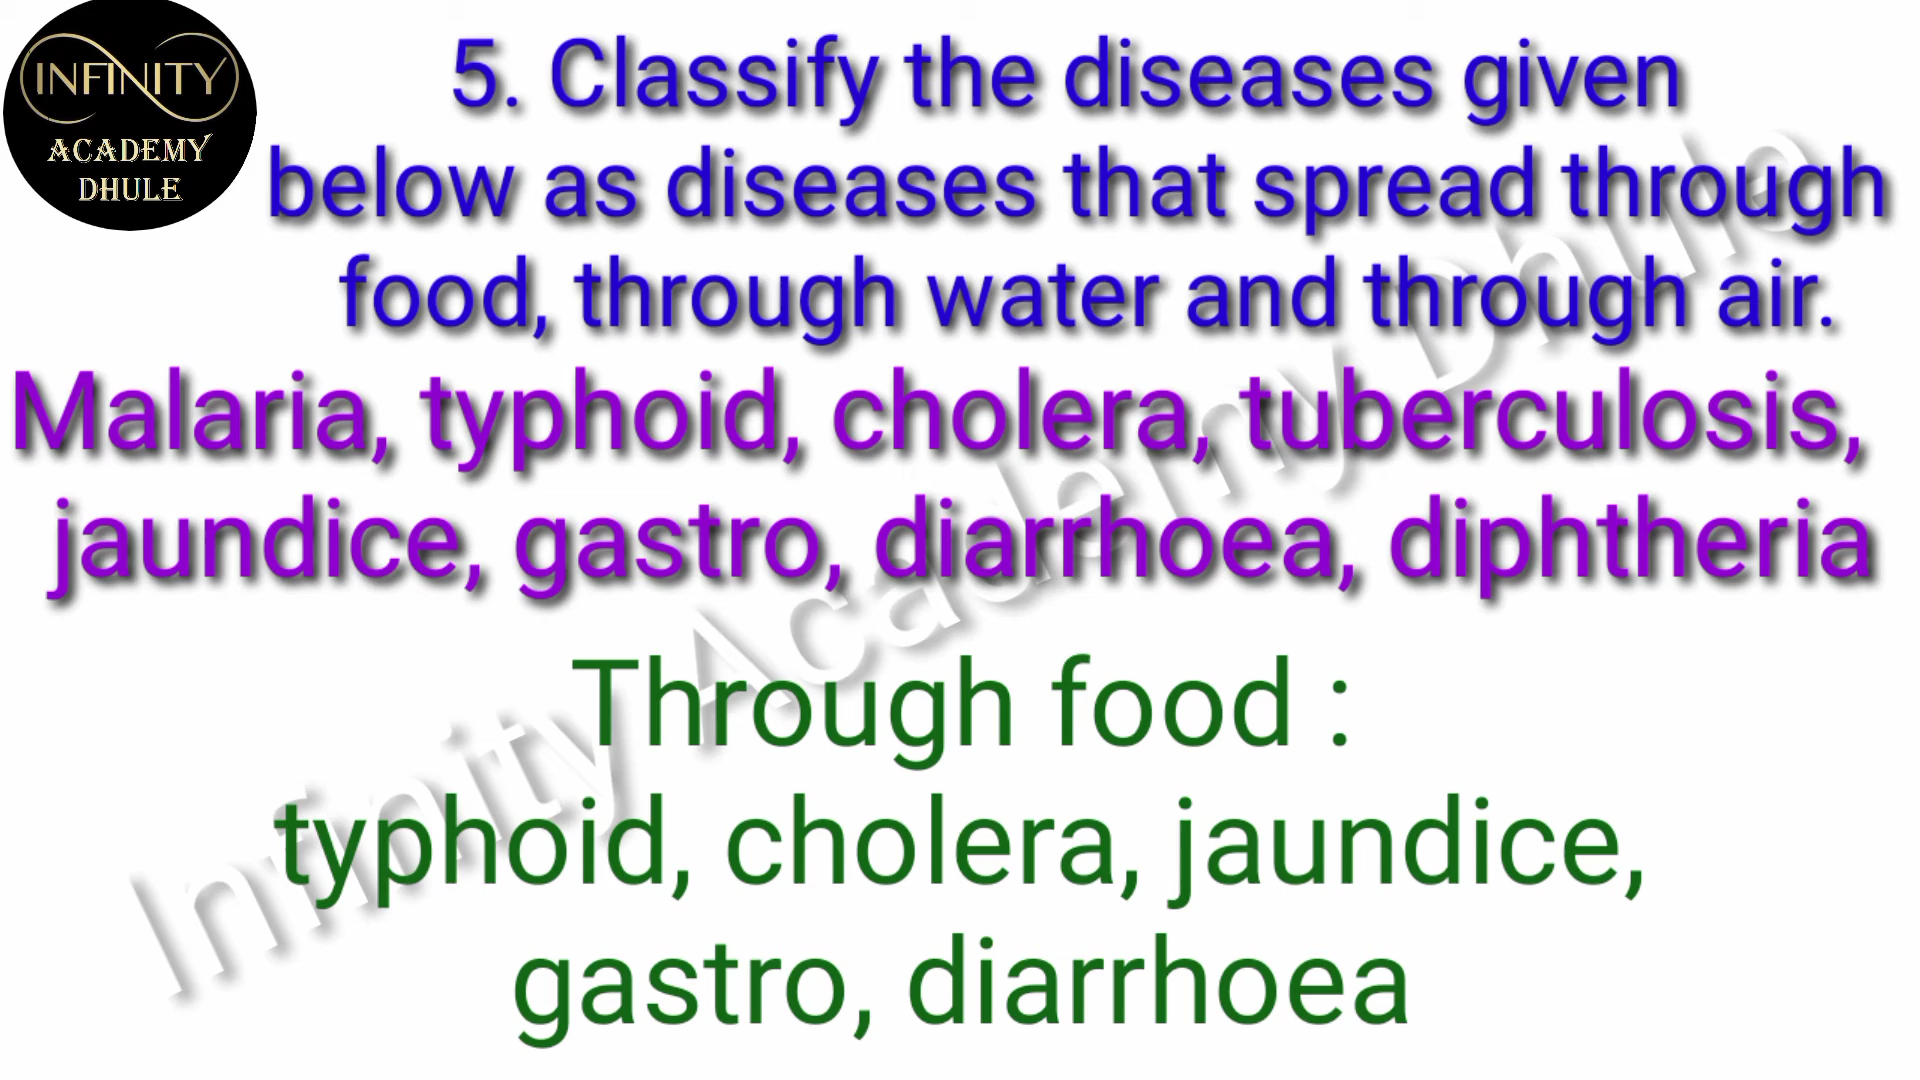 INFINITY
ACADEMY
DHULE
5. Classify the diseases given
below as diseases that spread through
food, through water and through air.
Malaria, typhoid, cholera, tuberculosis,
jaundice, gastro, diarrhoea, diphtheria
Through food :
typhoid, cholera, jaundice,
gastro, diarrhoea
Infinity Academy Dhule